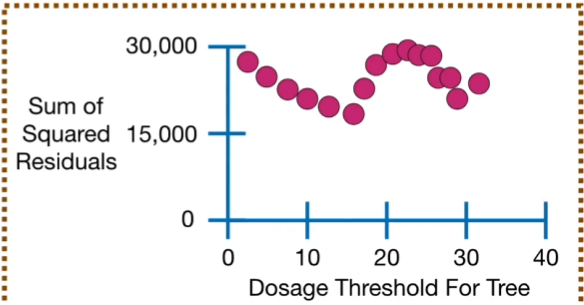 30,000
Sum of
Squared
Residuals
15,000
0
0 10 20 30 40
Dosage Threshold For Tree